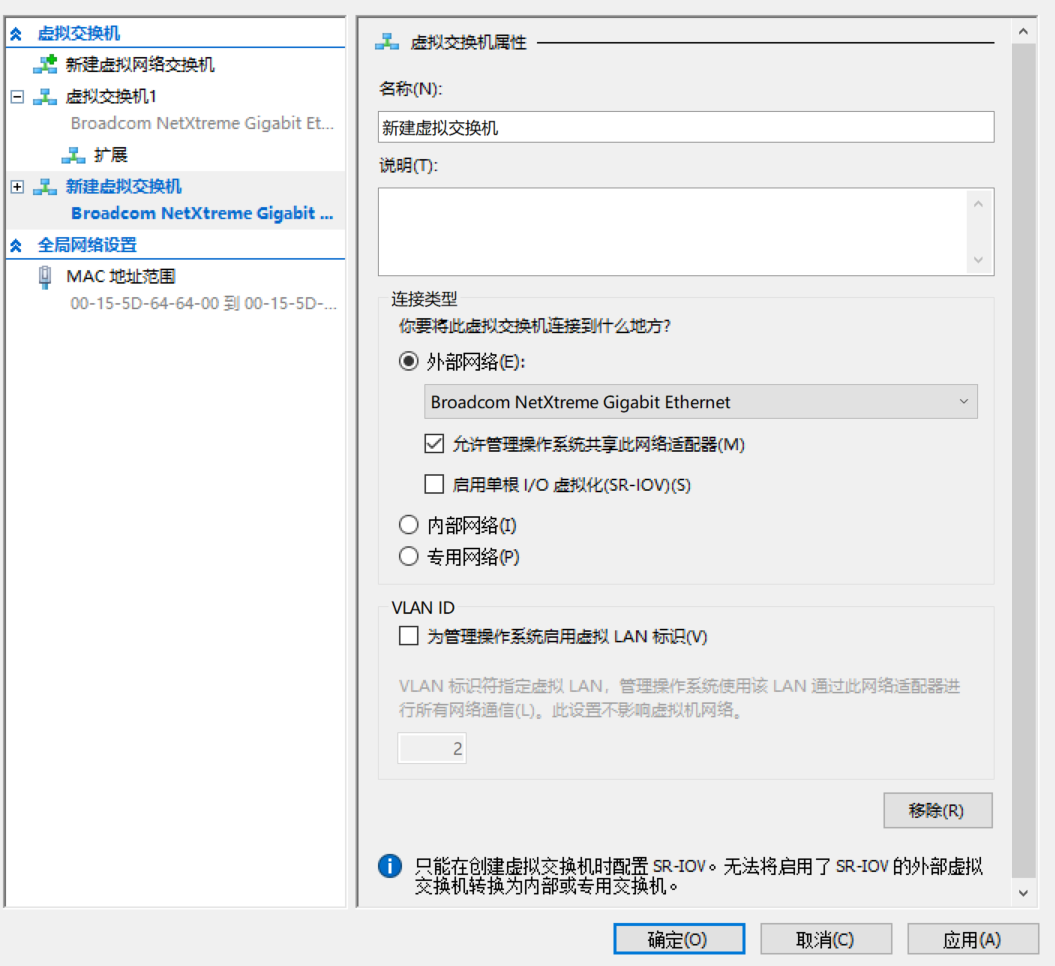 虚拟交换机
新建虚拟网络交换机
虚拟交换机1
Broadcom NetXtreme Gigabit Et...
扩展
新建虚拟交换机
Broadcom NetXtreme Gigabit ...
全局网络设置
MAC 地址范围
00-15-5D-64-64-00 到 00-15-5D-...
虚拟交换机属性
名称(N):
新建虚拟交换机
说明(T):
连接类型
你要将此虚拟交换机连接到什么地方?
外部网络(E):
Broadcom NetXtreme Gigabit Ethernet
允许管理操作系统共享此网络适配器(M)
启用单根 I/O 虚拟化(SR-IOV)(S)
内部网络(I)
专用网络(P)
VLAN ID
为管理操作系统启用虚拟 LAN 标识(V)
VLAN 标识符指定虚拟 LAN，管理操作系统使用该 LAN 通过此网络适配器进
行所有网络通信(L)。此设置不影响虚拟机网络。
2
移除(R)
只能在创建虚拟交换机时配置 SR-IOV。无法将启用了 SR-IOV 的外部虚拟
交换机转换为内部或专用交换机。
确定(O)
取消(C)
应用(A)